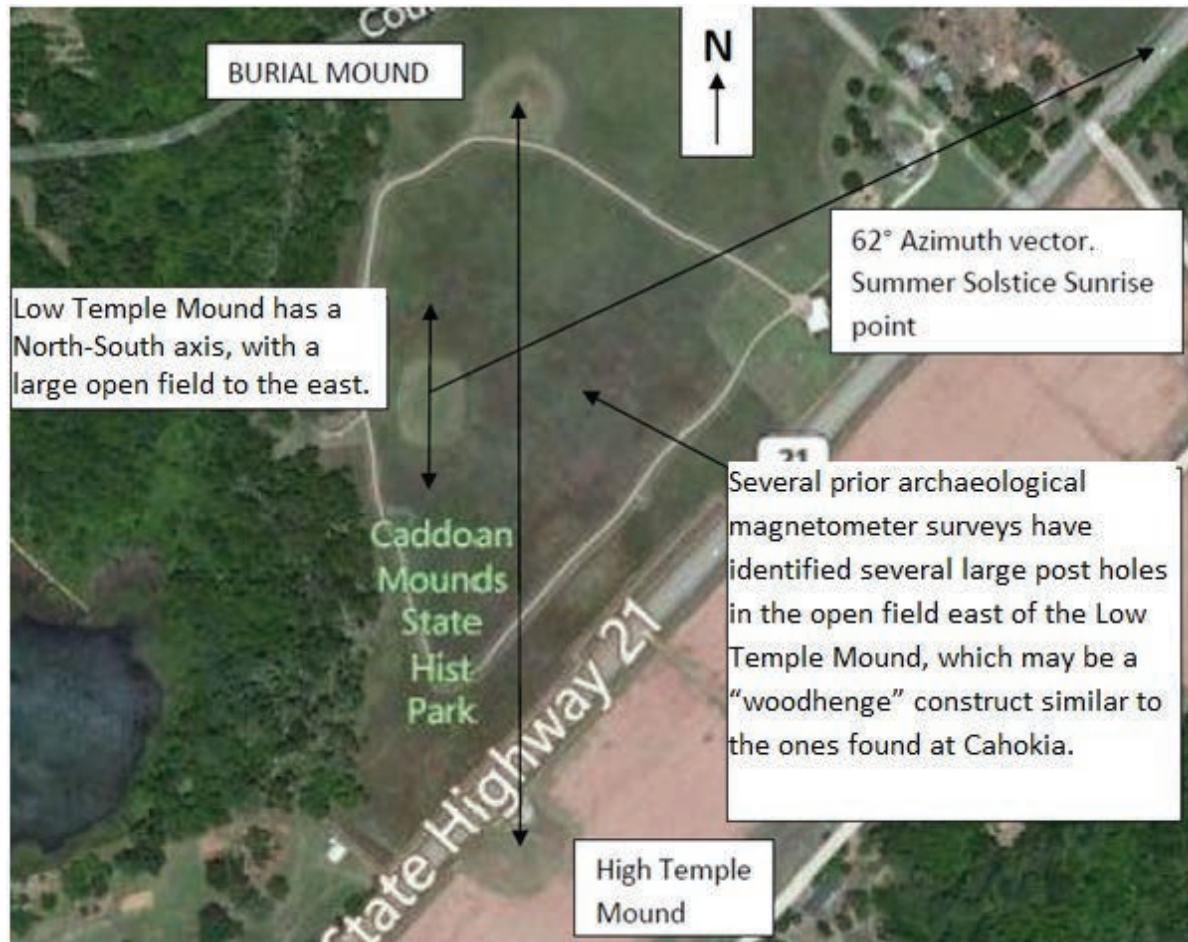 Cou
BURIAL MOUND
N
62° Azimuth vector.
Summer Solstice Sunrise
point
Low Temple Mound has a
North-South axis, with a
large open field to the east.
21
Several prior archaeological
magnetometer surveys have
identified several large post holes
in the open field east of the Low
Temple Mound, which may be a
“woodhenge” construct similar to
the ones found at Cahokia.
Caddoan
Mounds
State
Hist
Park
State Highway 21
High Temple
Mound